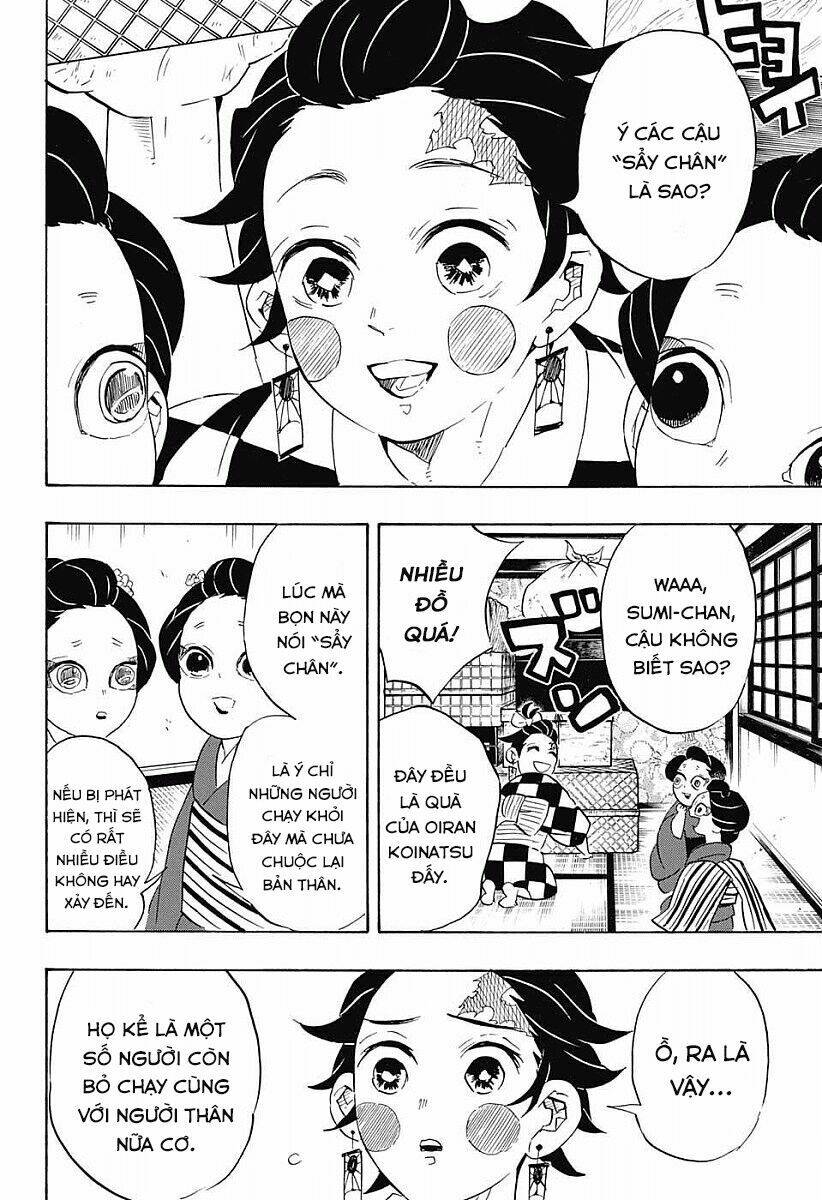 ヨイ
Ý CÁC CẬU
“SẨY CHÂN”
LÀ SAO?
WAAA,
SUMI-CHAN,
CẬU KHÔNG
BIẾT SAO?
ズン
NHIỀU
ĐỒ
QUÁ!
ĐÂY ĐỀU
LÀ QUÀ
CỦA OIRAN
KOINATSU
ĐẤY.
LÚC MÀ
BỌN NÀY
NÓI “SẨY
CHÂN”.
LÀ Ý CHỈ
NHỮNG NGƯỜI
CHẠY KHỎI
ĐÂY MÀ CHƯA
CHUỘC LẠI
BẢN THÂN.
NẾU BỊ PHÁT
HIỆN, THÌ SẼ
CÓ RẤT
NHIỀU ĐIỀU
KHÔNG HAY
XẢY ĐẾN.
Ồ, RA LÀ
VẬY...
HỌ KỂ LÀ MỘT
SỐ NGƯỜI CÒN
BỎ CHẠY CÙNG
VỚI NGƯỜI THÂN
NỮA CƠ.